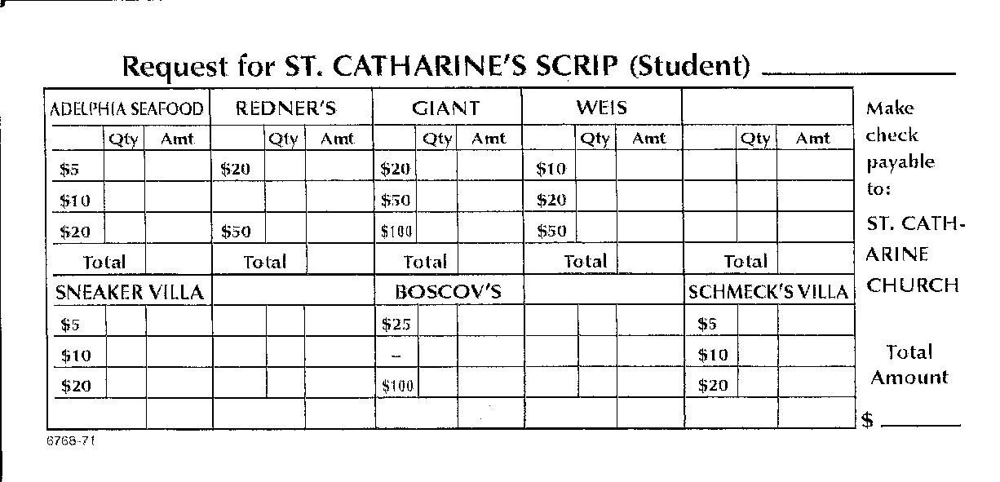 Request for ST. CATHARINE'S SCRIP (Student)
ADELPHIA SEAFOOD REDNER'S GIANT WEIS
Qty Amt Qty Amt Qty Amt Qty Amt Qty Amt
$5 $20 $20 $10
$10 $50 $20
$20 $50 $100 $50
Total Total Total Total Total
SNEAKER VILLA BOSCOV'S SCHMECK'S VILLA
$5 $25 $5
$10 – $10
$20 $100 $20
Make
check
payable
to:
ST. CATH-
ARINE
CHURCH
Total
Amount
$
6768-71